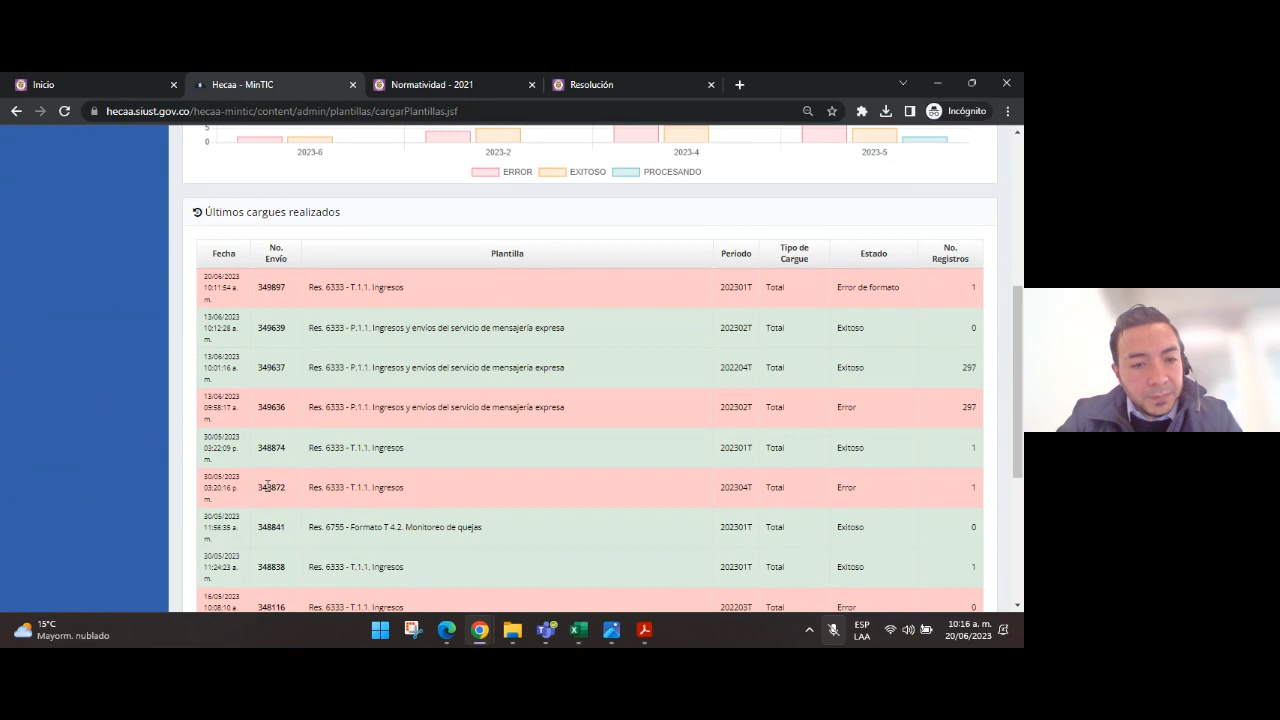 Inicio
Hecaa - MinTIC
Normatividad - 2021
Resolución
hecaa.siust.gov.co/hecaa-mintic/content/admin/plantillas/cargarPlantillas.jsf
Incógnito
5
0
2023-6
2023-2
2023-4
2023-5
ERROR
EXITOSO
PROCESANDO
Últimos cargues realizados
Fecha
No.
Envío
Plantilla
Periodo
Tipo de
Cargue
Estado
No.
Registros
20/06/2023
10:11:54 a.
m.
349897
Res. 6333 - T.1.1. Ingresos
202301T
Total
Error de formato
1
13/06/2023
10:12:28 a.
m.
349639
Res. 6333 - P.1.1. Ingresos y envíos del servicio de mensajería expresa
202302T
Total
Exitoso
0
13/06/2023
10:01:16 a.
m.
349637
Res. 6333 - P.1.1. Ingresos y envíos del servicio de mensajería expresa
202204T
Total
Exitoso
297
13/06/2023
09:58:17 a.
m.
349636
Res. 6333 - P.1.1. Ingresos y envíos del servicio de mensajería expresa
202302T
Total
Error
297
30/05/2023
03:22:09 p.
m.
348874
Res. 6333 - T.1.1. Ingresos
202301T
Total
Exitoso
1
30/05/2023
03:20:16 p.
m.
348872
Res. 6333 - T.1.1. Ingresos
202304T
Total
Error
1
30/05/2023
11:56:35 a.
m.
348841
Res. 6755 - Formato T 4.2. Monitoreo de quejas
202301T
Total
Exitoso
0
30/05/2023
11:24:23 a.
m.
348838
Res. 6333 - T.1.1. Ingresos
202301T
Total
Exitoso
1
16/05/2023
10:08:10 a.
348116
Res. 6333 - T.1.1. Ingresos
202203T
Total
Error
0
15°C
Mayorm. nublado
ESP
LAA
10:16 a. m.
20/06/2023